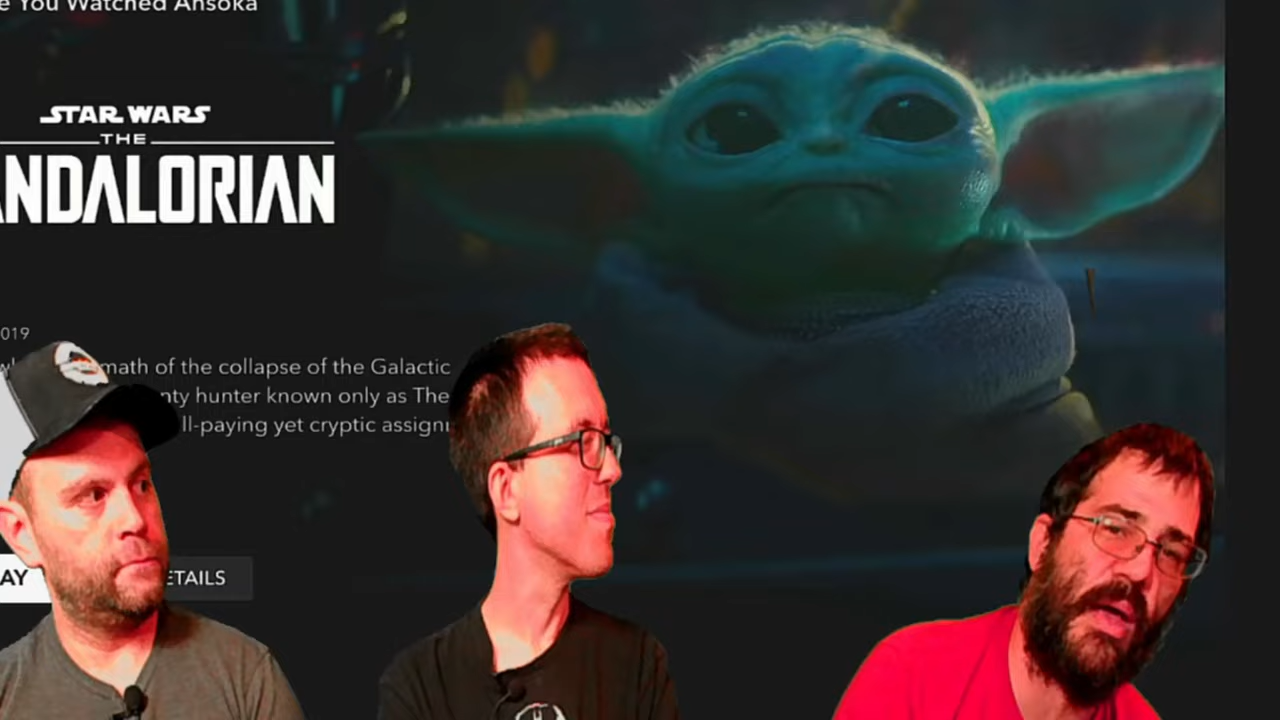 e You Watched Ahsoka
STAR WARS
THE
ANDALORIAN
019
math of the collapse of the Galactic
nty hunter known only as The
ll-paying yet cryptic assign
AY
ETAILS